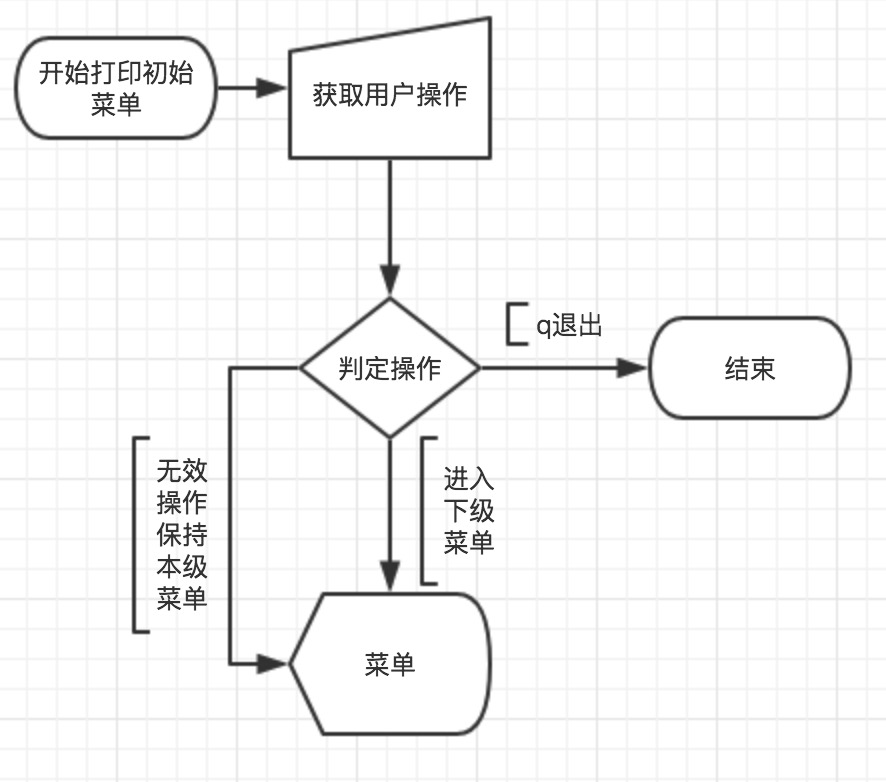 开始打印初始
菜单
获取用户操作
判定操作
q退出
结束
无效
操作
保持
本级
菜单
进入
下级
菜单
菜单